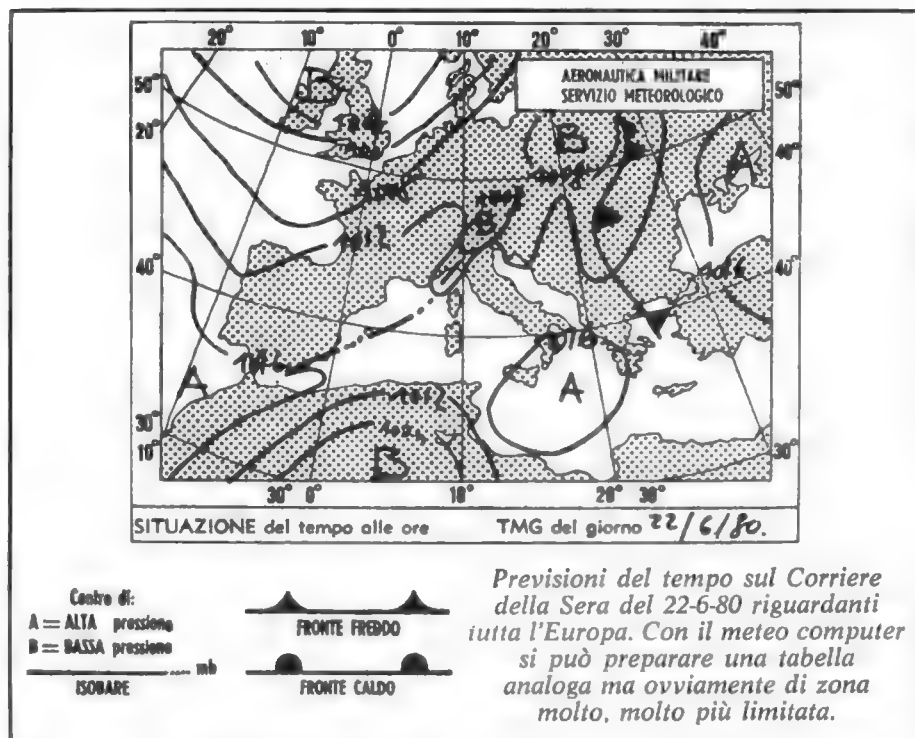 20° 10° 0° 10° 20° 30° 40°
AERONAUTICA MILITARE
SERVIZIO METEOROLOGICO
50° 50°
20° 40°
B
B
A
B
1012
40° 40°
1016
1016
A
A
1012
30°
B
10° 30°
30° 0° 10° 20° 30°
SITUAZIONE del tempo alle ore TMG del giorno 22/6/80.
Centro di:
A = ALTA pressione
B = BASSA pressione
mb
ISOBARE
FRONTE FREDDO
FRONTE CALDO
Previsioni del tempo sul Corriere
della Sera del 22-6-80 riguardanti
tutta l'Europa. Con il meteo computer
si può preparare una tabella
analoga ma ovviamente di zona
molto, molto più limitata.